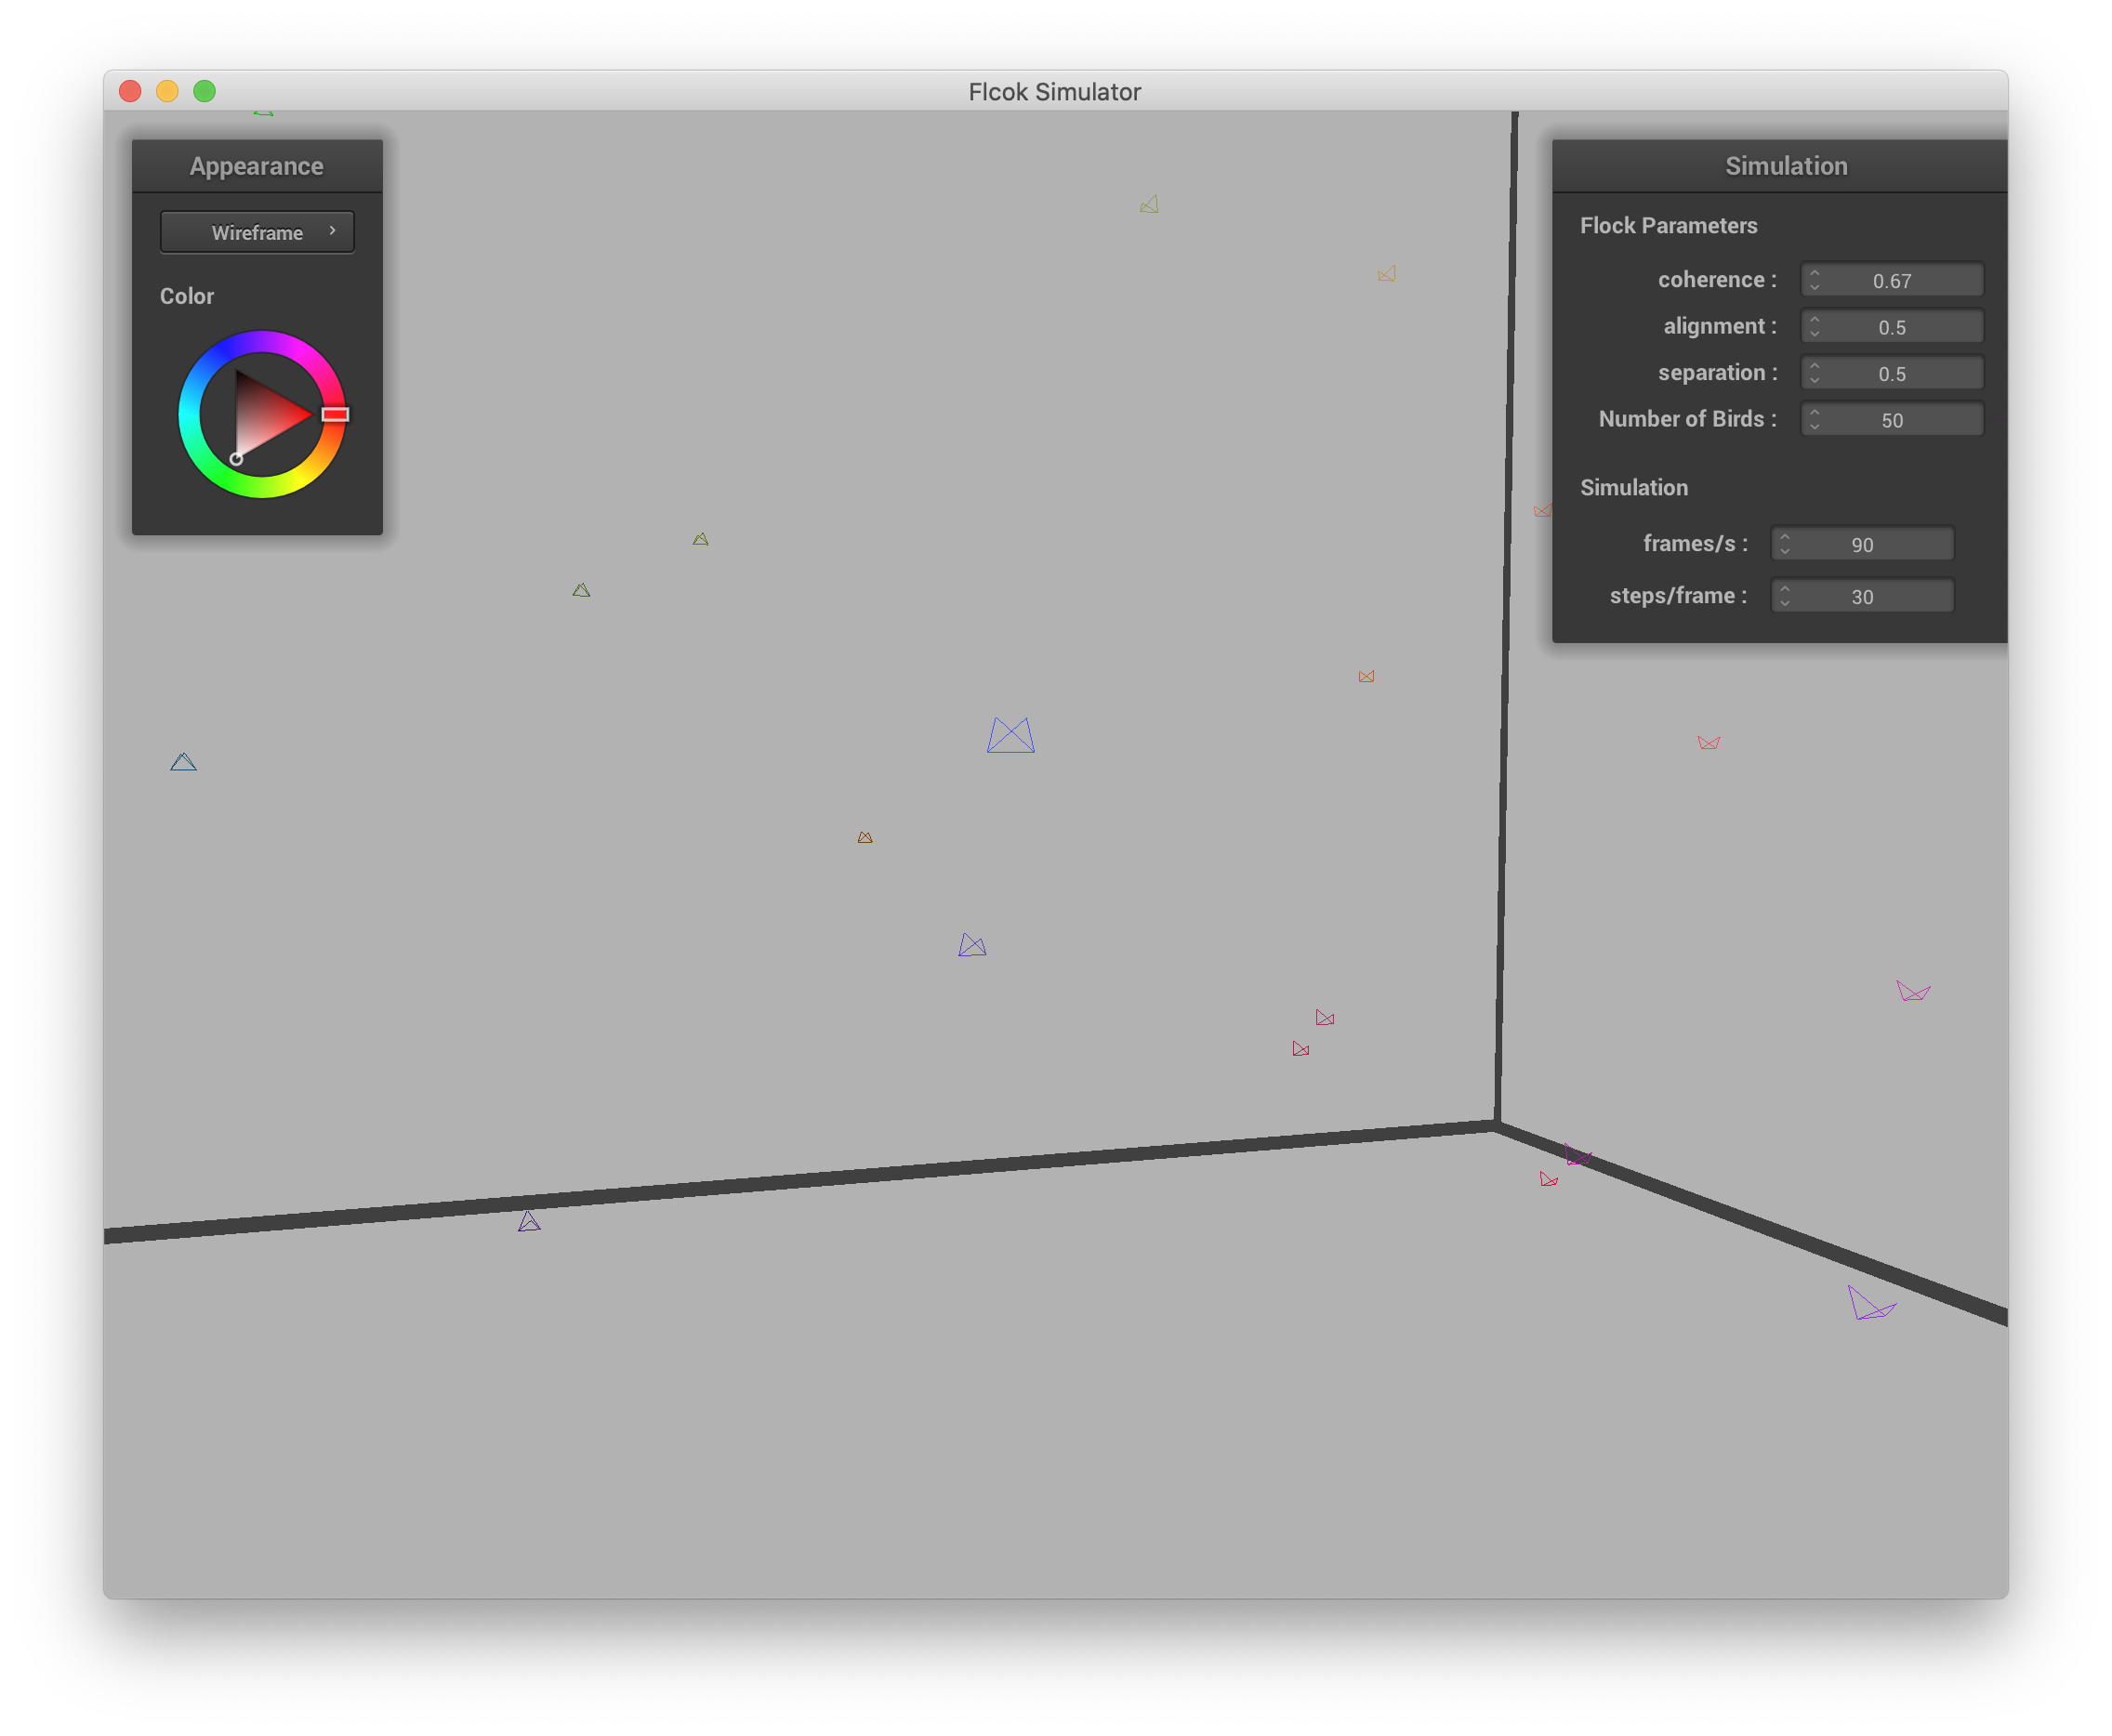 Flcok Simulator
Appearance
Wireframe
Color
Simulation
Flock Parameters
coherence : 0.67
alignment : 0.5
separation : 0.5
Number of Birds : 50
Simulation
frames/s : 90
steps/frame : 30